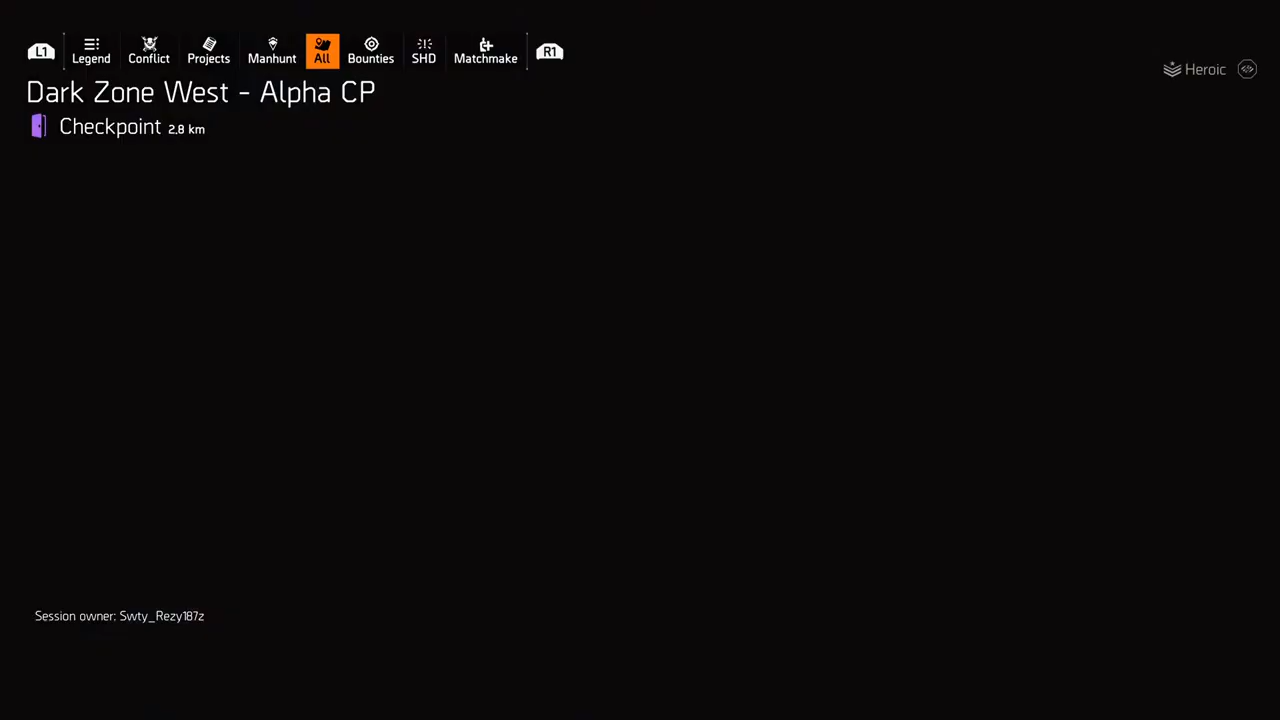 L1 Legend Conflict Projects Manhunt All Bounties SHD Matchmake R1
Heroic
Dark Zone West - Alpha CP
Checkpoint 2.8 km
Session owner: Swty_Rezy187z